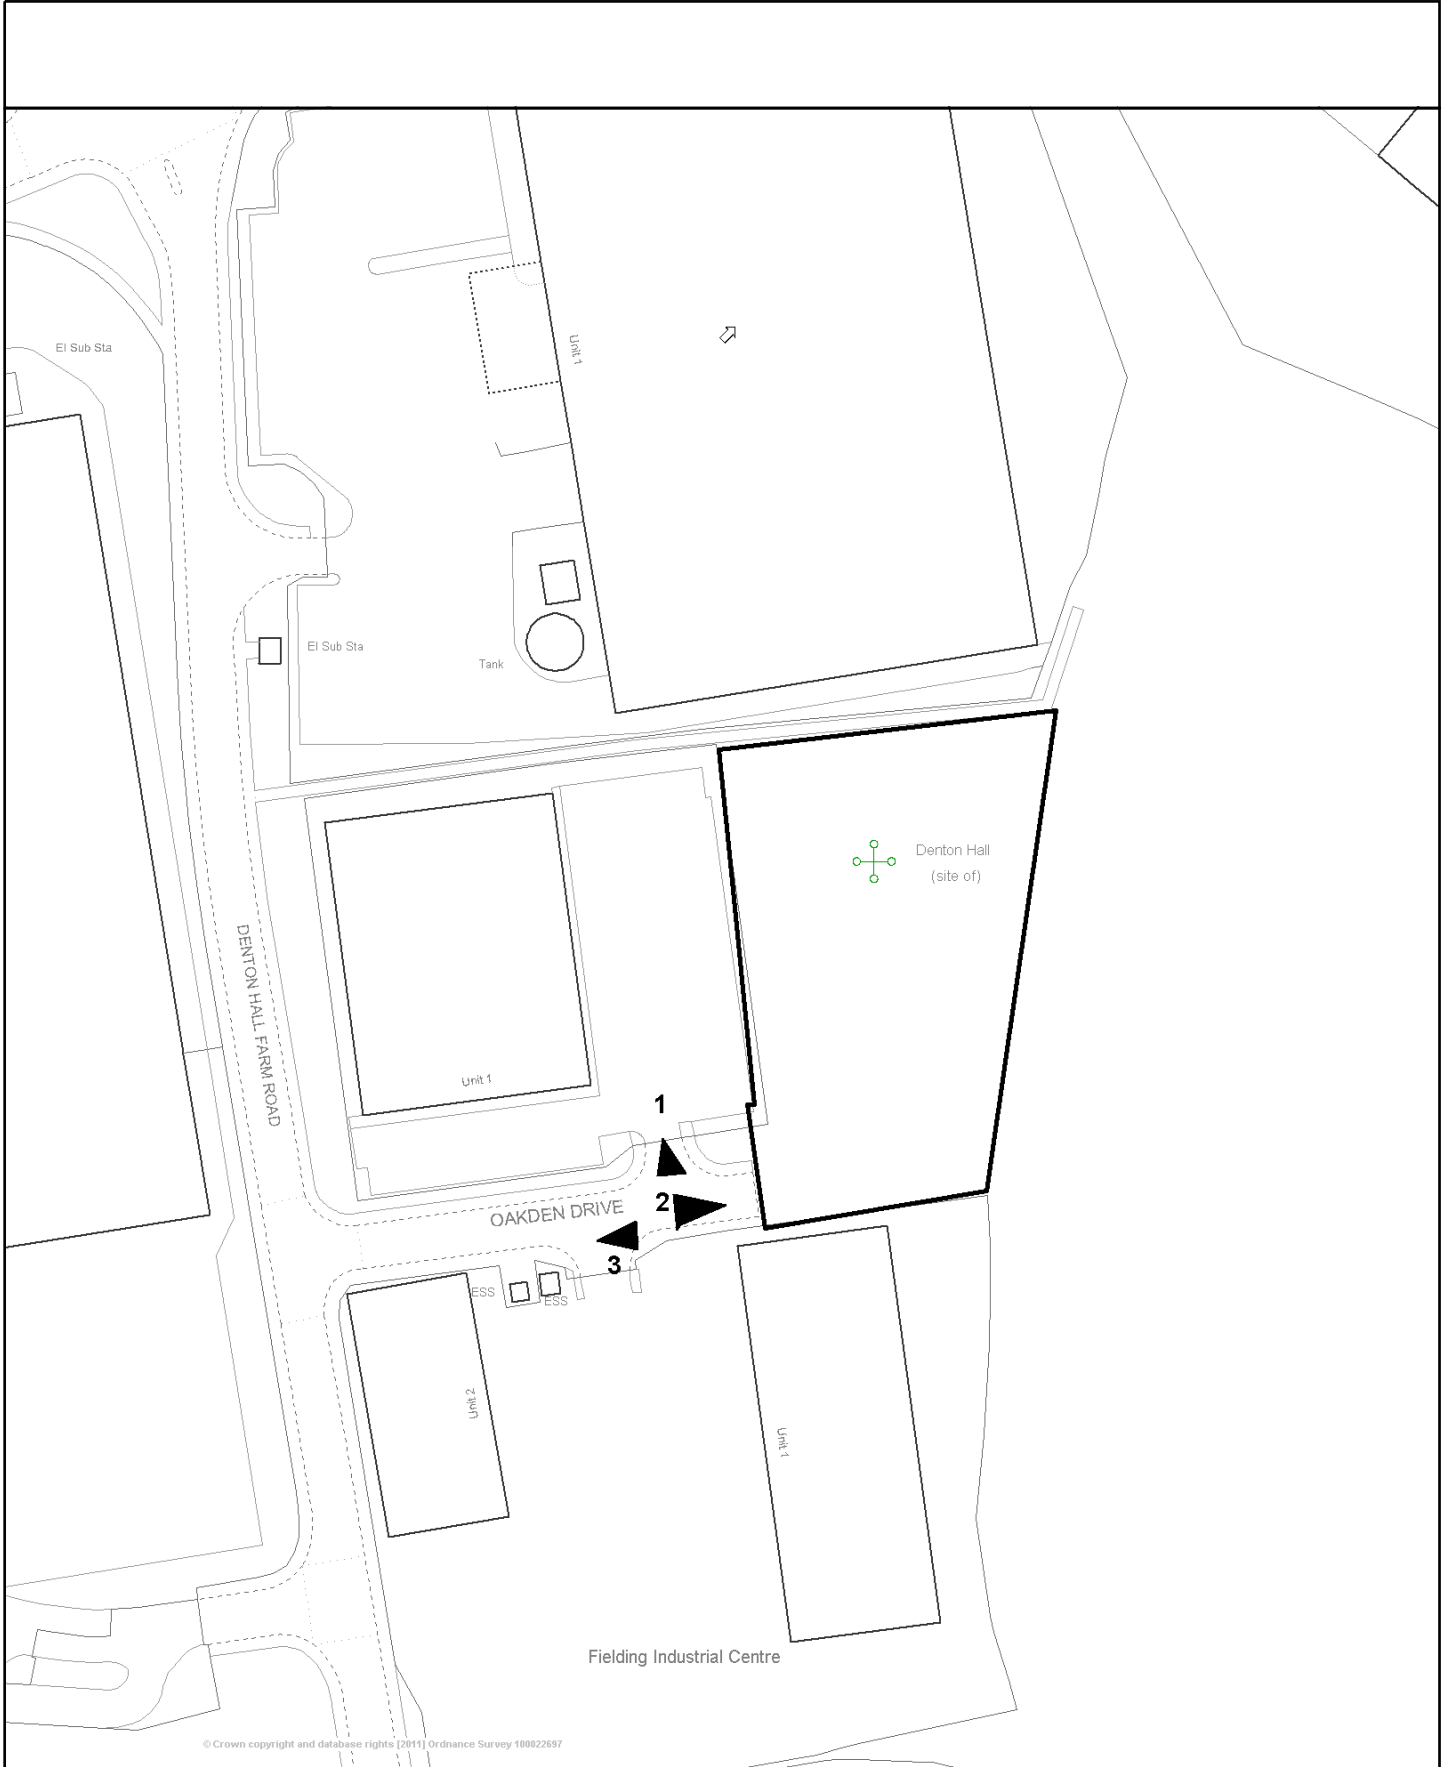 El Sub Sta
Unit 1
El Sub Sta
Tank
Denton Hall
(site of)
DENTON HALL FARM ROAD
Unit 1
1
2
OAKDEN DRIVE
3
ESS
ESS
Unit 2
Unit 1
Fielding Industrial Centre
© Crown copyright and database rights [2011] Ordnance Survey 100022697